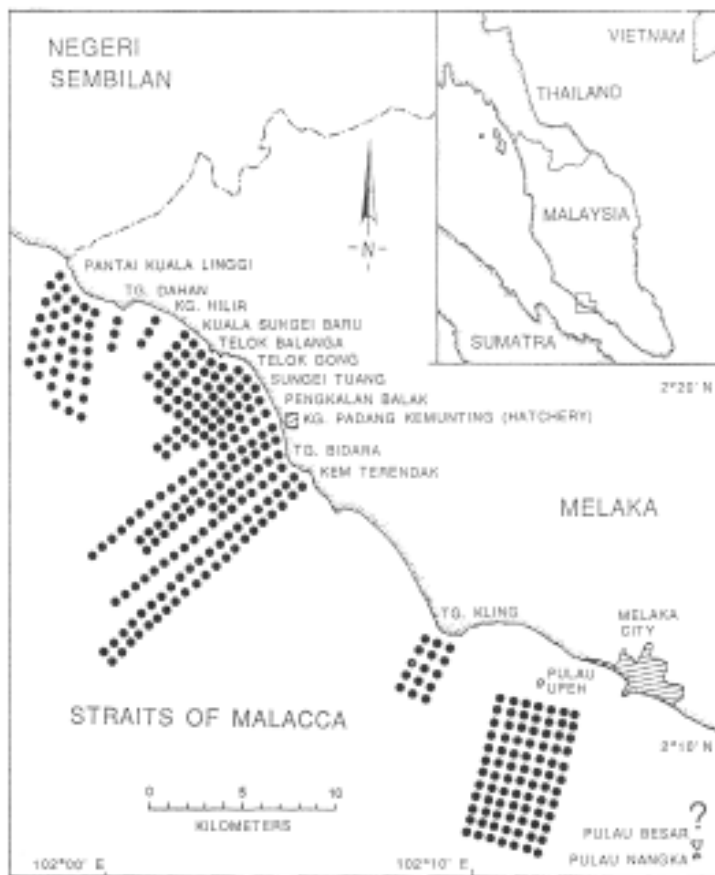 NEGERI
SEMBILAN
VIETNAM
THAILAND
MALAYSIA
SUMATRA
-N-
2°20' N
PANTAI KUALA LINGGI
TG. DAHAN
KG. HILIR
KUALA SUNGEI BARU
TELOK BALANGA
TELOK GONG
SUNGEI TUANG
PENGKALAN BALAK
KG. PADANG KEMUNTING (HATCHERY)
TG. BIDARA
KEM TERENDAK
MELAKA
TG. KLING
MELAKA
CITY
PULAU
UPEH
STRAITS OF MALACCA
2°10' N
0 5 10
KILOMETERS
?
PULAU BESAR
PULAU NANGKA
102°00' E
102°10' E